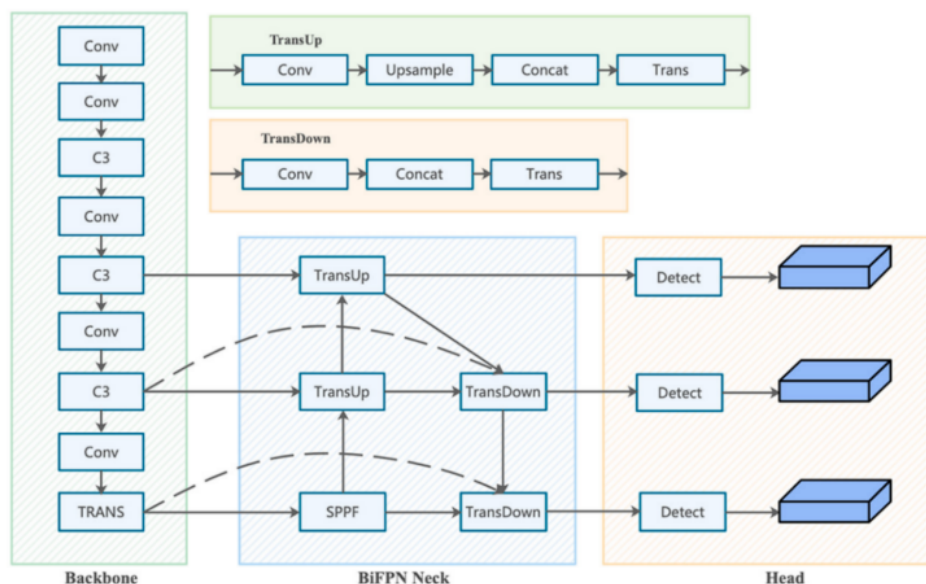 Conv
Conv
C3
Conv
C3
Conv
C3
Conv
TRANS
Backbone
TransUp
Conv Upsample Concat Trans
TransDown
Conv Concat Trans
TransUp
TransUp TransDown
SPPF TransDown
BiFPN Neck
Detect
Detect
Detect
Head